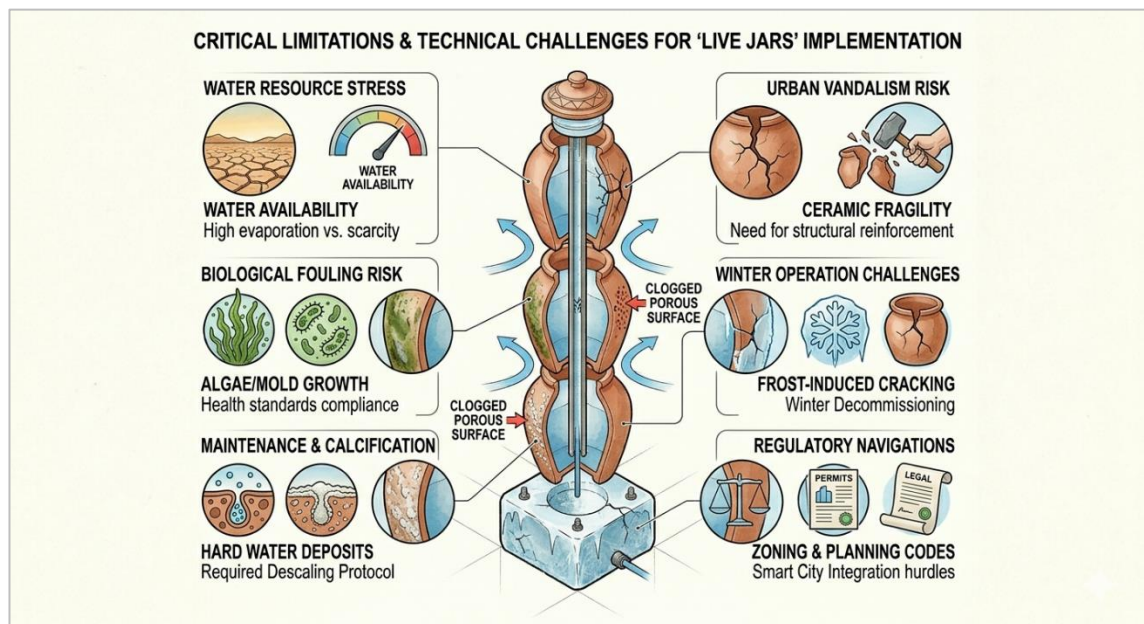 CRITICAL LIMITATIONS & TECHNICAL CHALLENGES FOR ‘LIVE JARS’ IMPLEMENTATION
WATER RESOURCE STRESS
WATER
AVAILABILITY
WATER AVAILABILITY
High evaporation vs. scarcity
BIOLOGICAL FOULING RISK
ALGAE/MOLD GROWTH
Health standards compliance
MAINTENANCE & CALCIFICATION
HARD WATER DEPOSITS
Required Descaling Protocol
CLOGGED
POROUS
SURFACE
CLOGGED
POROUS
SURFACE
URBAN VANDALISM RISK
CERAMIC FRAGILITY
Need for structural reinforcement
WINTER OPERATION CHALLENGES
FROST-INDUCED CRACKING
Winter Decommissioning
REGULATORY NAVIGATIONS
PERMITS
LEGAL
ZONING & PLANNING CODES
Smart City Integration hurdles